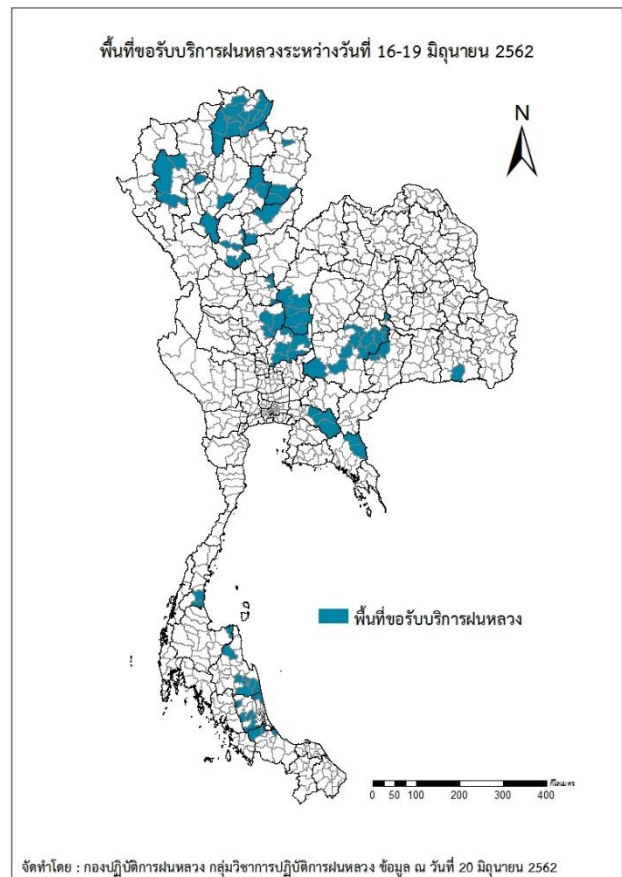 พื้นที่ขอรับบริการฝนหลวงระหว่างวันที่ 16-19 มิถุนายน 2562
N
พื้นที่ขอรับบริการฝนหลวง
กิโลเมตร
0 50 100 200 300 400
จัดทำโดย : กองปฏิบัติการฝนหลวง กลุ่มวิชาการปฏิบัติการฝนหลวง ข้อมูล ณ วันที่ 20 มิถุนายน 2562